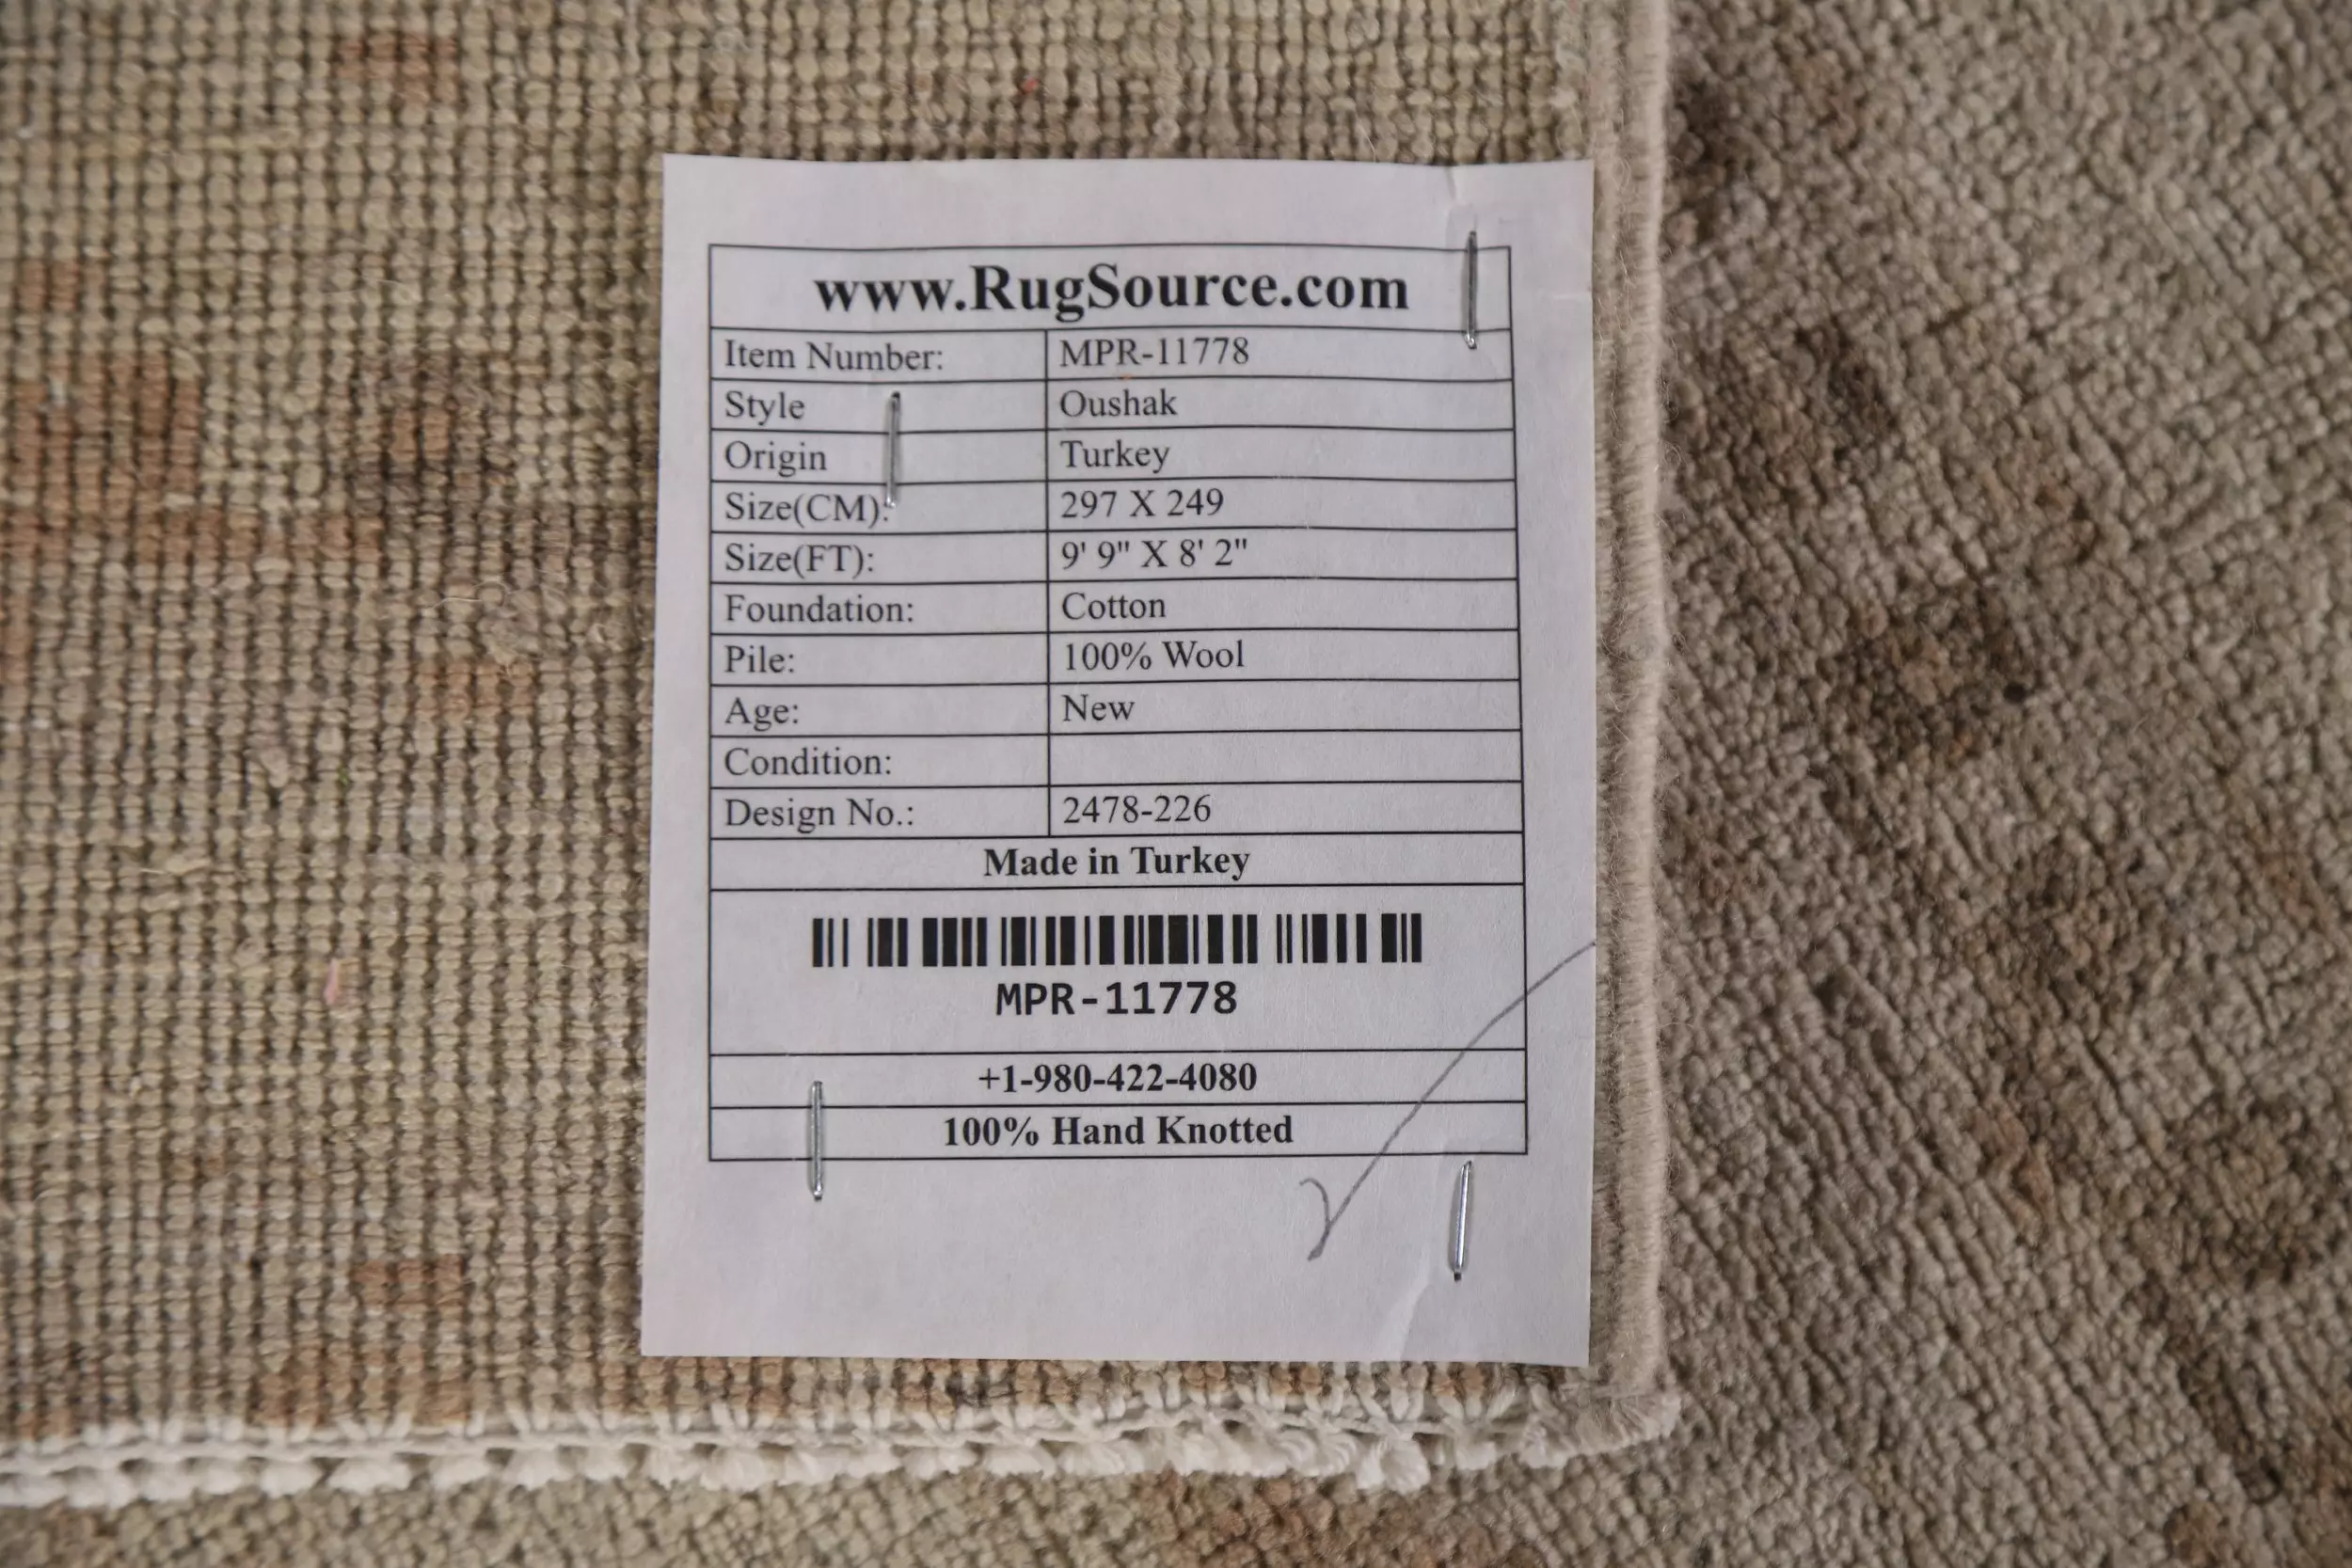 www.RugSource.com
Item Number: MPR-11778
Style Oushak
Origin Turkey
Size(CM): 297 X 249
Size(FT): 9' 9" X 8' 2"
Foundation: Cotton
Pile: 100% Wool
Age: New
Condition:
Design No.: 2478-226
Made in Turkey
MPR-11778
+1-980-422-4080
100% Hand Knotted